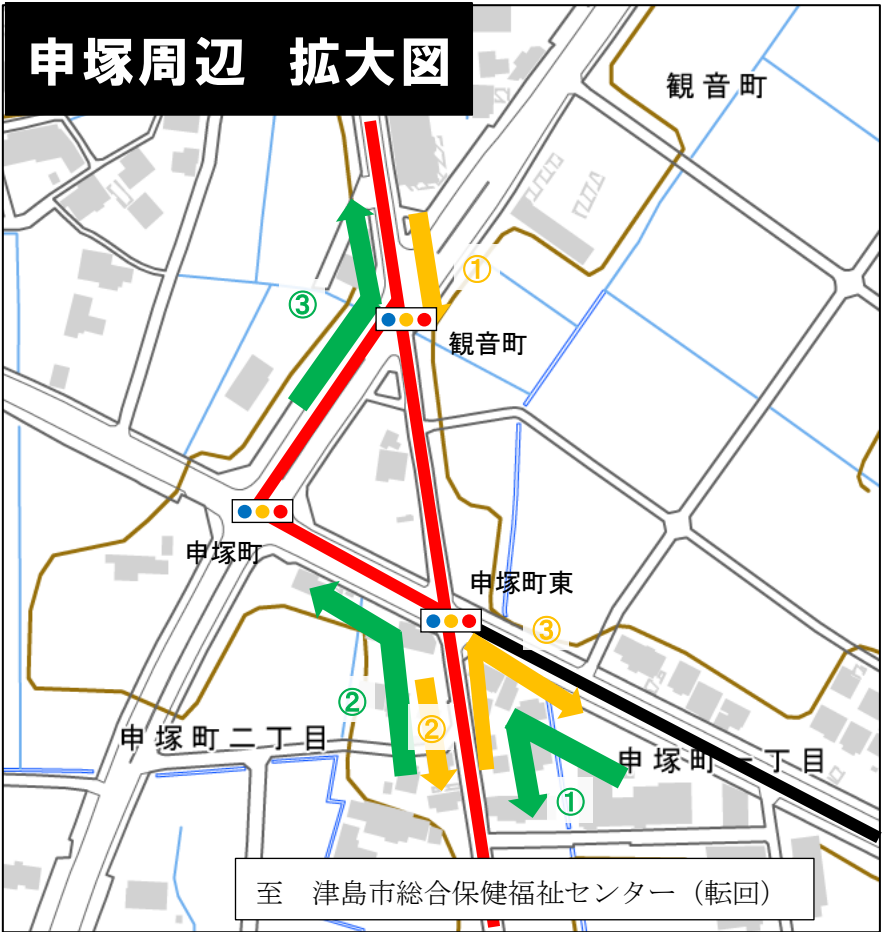 申塚周辺　拡大図
観音町
①
③
観音町
申塚町
申塚町東
③
②
②
申塚町二丁目
申塚町一丁目
①
至　津島市総合保健福祉センター（転回）